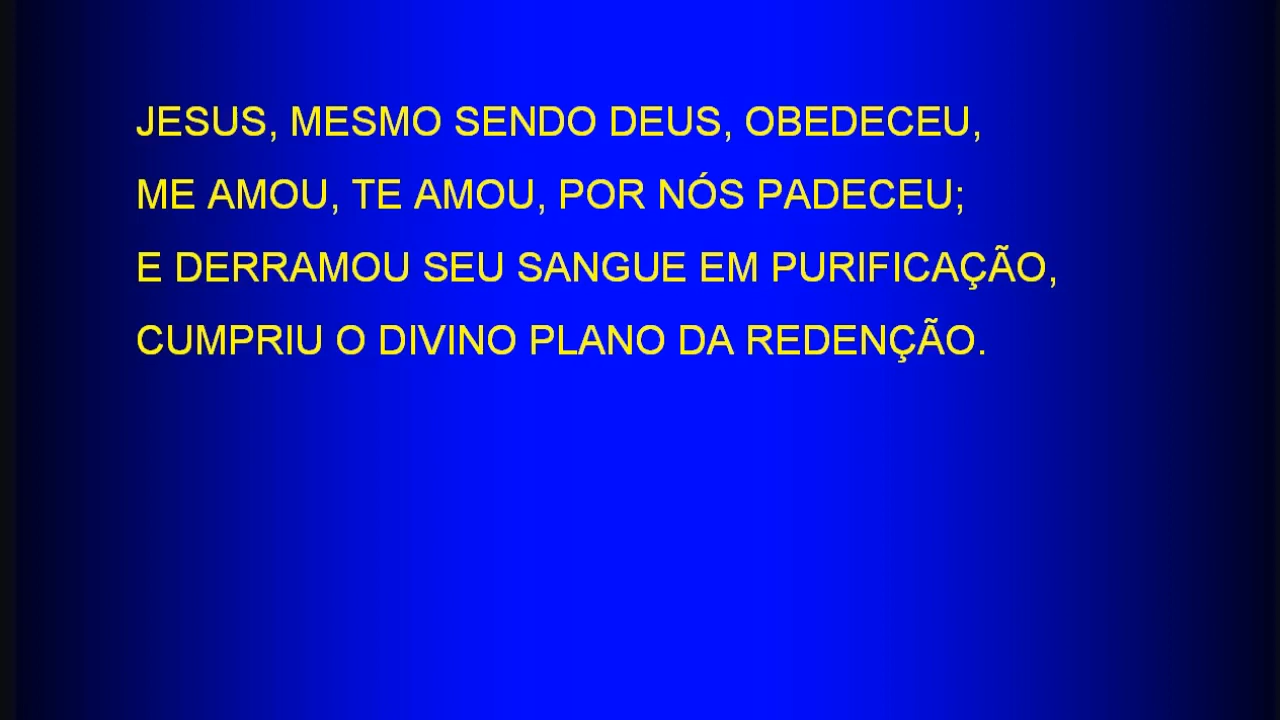 JESUS, MESMO SENDO DEUS, OBEDECEU,
ME AMOU, TE AMOU, POR NÓS PADECEU;
E DERRAMOU SEU SANGUE EM PURIFICAÇÃO,
CUMPRIU O DIVINO PLANO DA REDENÇÃO.